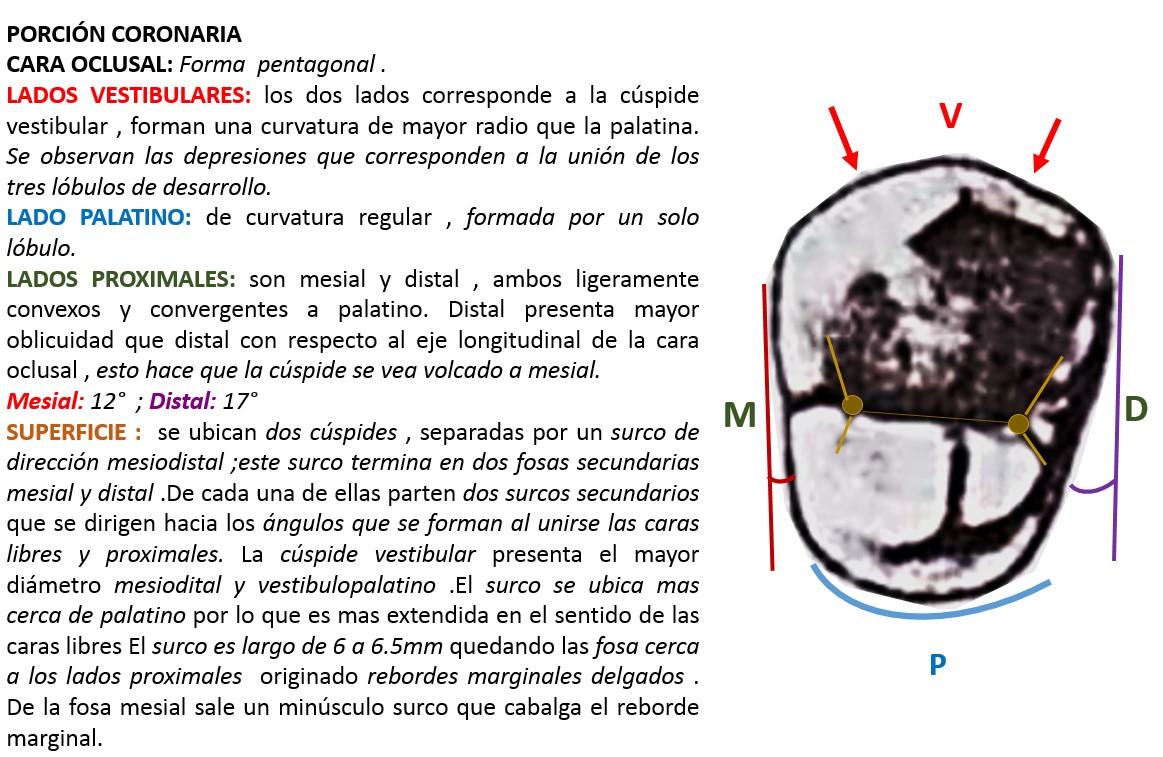 PORCIÓN CORONARIA
CARA OCLUSAL: Forma pentagonal .
LADOS VESTIBULARES: los dos lados corresponde a la cúspide
vestibular , forman una curvatura de mayor radio que la palatina.
Se observan las depresiones que corresponden a la unión de los
tres lóbulos de desarrollo.
LADO PALATINO: de curvatura regular , formada por un solo
lóbulo.
LADOS PROXIMALES: son mesial y distal , ambos ligeramente
convexos y convergentes a palatino. Distal presenta mayor
oblicuidad que distal con respecto al eje longitudinal de la cara
oclusal , esto hace que la cúspide se vea volcado a mesial.
Mesial: 12° ; Distal: 17°
SUPERFICIE : se ubican dos cúspides , separadas por un surco de
dirección mesiodistal ;este surco termina en dos fosas secundarias
mesial y distal .De cada una de ellas parten dos surcos secundarios
que se dirigen hacia los ángulos que se forman al unirse las caras
libres y proximales. La cúspide vestibular presenta el mayor
diámetro mesiodital y vestibulopalatino .El surco se ubica mas
cerca de palatino por lo que es mas extendida en el sentido de las
caras libres El surco es largo de 6 a 6.5mm quedando las fosa cerca
a los lados proximales originado rebordes marginales delgados .
De la fosa mesial sale un minúsculo surco que cabalga el reborde
marginal.
V
M
D
P